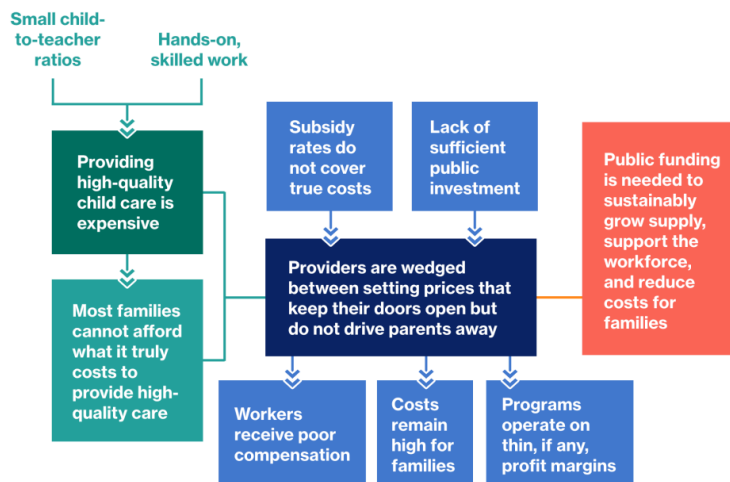 Small child-
to-teacher
ratios
Hands-on,
skilled work
Providing
high-quality
child care is
expensive
Most families
cannot afford
what it truly
costs to
provide high-
quality care
Subsidy
rates do
not cover
true costs
Lack of
sufficient
public
investment
Providers are wedged
between setting prices that
keep their doors open but
do not drive parents away
Workers
receive poor
compensation
Costs
remain
high for
families
Programs
operate on
thin, if any,
profit margins
Public funding
is needed to
sustainably
grow supply,
support the
workforce,
and reduce
costs for
families